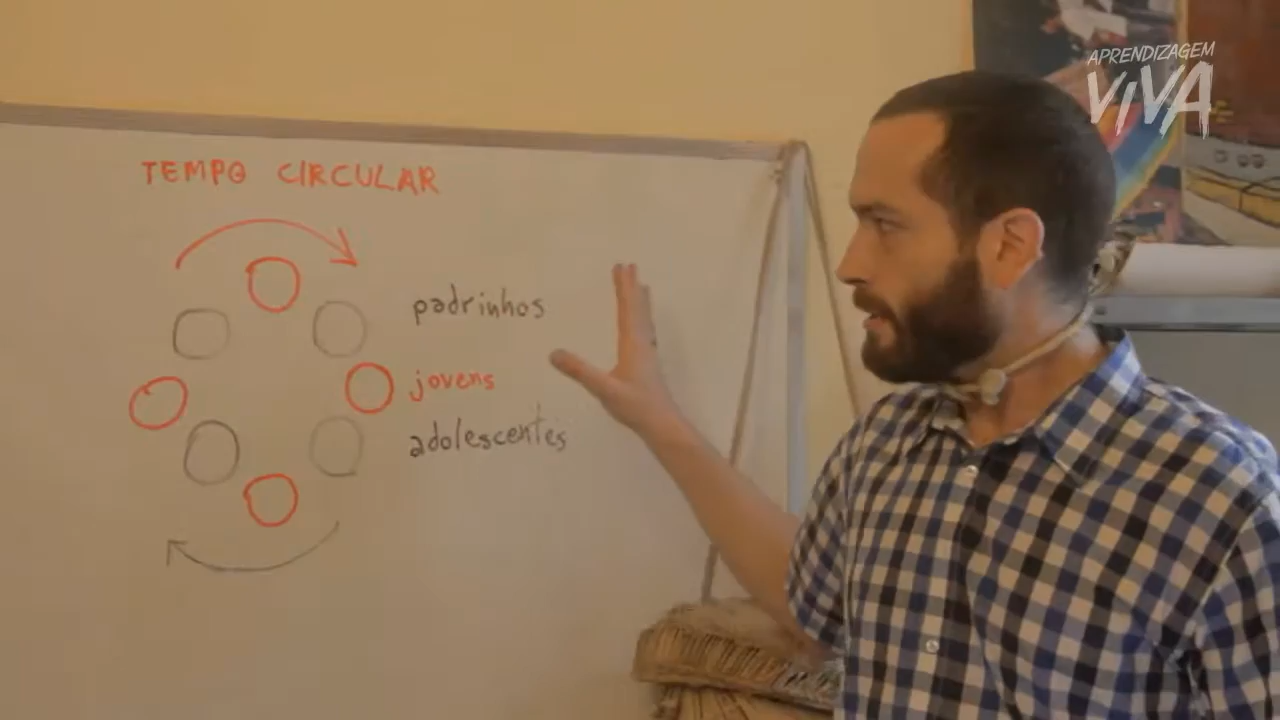 APRENDIZAGEM
VIVA
TEMPO CIRCULAR
padrinhos
jovens
adolescentes